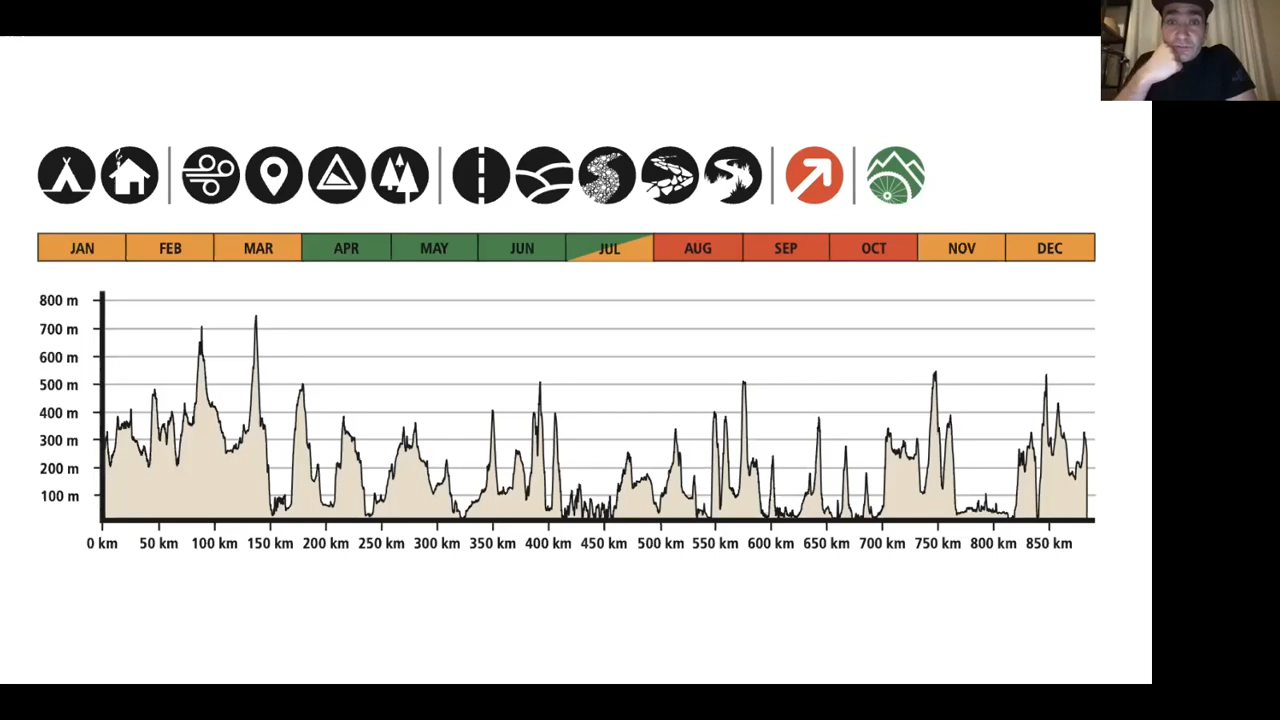 JAN FEB MAR APR MAY JUN JUL AUG SEP OCT NOV DEC
800 m
700 m
600 m
500 m
400 m
300 m
200 m
100 m
0 km 50 km 100 km 150 km 200 km 250 km 300 km 350 km 400 km 450 km 500 km 550 km 600 km 650 km 700 km 750 km 800 km 850 km